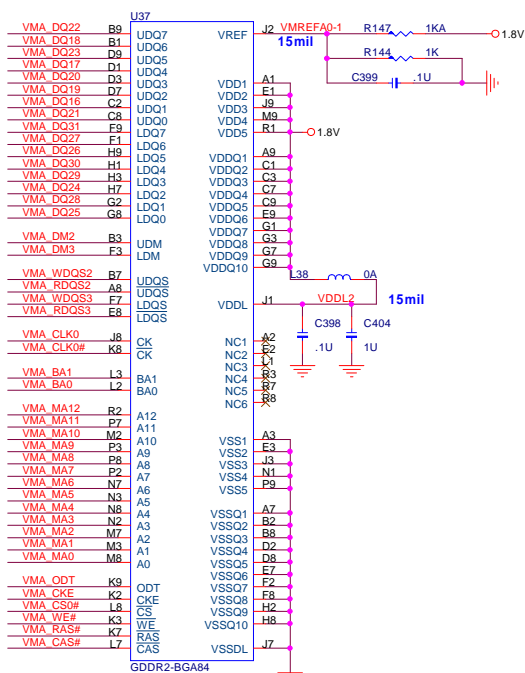 U37
VMA_DQ22 B9 UDQ7 VREF J2 VMREFA0-1 R147 1KA 1.8V
VMA_DQ18 B1 UDQ6 15mil
VMA_DQ23 D9 UDQ5 R144 1K
VMA_DQ17 D1 UDQ4
VMA_DQ20 D3 UDQ3 VDD1 A1 C399 .1U
VMA_DQ19 D7 UDQ2 VDD2 E1
VMA_DQ16 C2 UDQ1 VDD3 J9
VMA_DQ21 C8 UDQ0 VDD4 M9
VMA_DQ31 F9 LDQ7 VDD5 R1 1.8V
VMA_DQ27 F1 LDQ6
VMA_DQ26 H9 LDQ5 VDDQ1 A9
VMA_DQ30 H1 LDQ4 VDDQ2 C1
VMA_DQ29 H3 LDQ3 VDDQ3 C3
VMA_DQ24 H7 LDQ2 VDDQ4 C7
VMA_DQ28 G2 LDQ1 VDDQ5 C9
VMA_DQ25 G8 LDQ0 VDDQ6 E9
VDDQ7 G1
VMA_DM2 B3 UDM VDDQ8 G3
VMA_DM3 F3 LDM VDDQ9 G7
VDDQ10 G9
VMA_WDQS2 B7 UDQS L38 0A
VMA_RDQS2 A8 UDQS
VMA_WDQS3 F7 LDQS VDDL J1 VDDL2 15mil
VMA_RDQS3 E8 LDQS
C398 C404
VMA_CLK0 J8 CK NC1 A2
VMA_CLK0# K8 CK NC2 E2 .1U 1U
NC3 L1
VMA_BA1 L3 BA1 NC4 R3
VMA_BA0 L2 BA0 NC5 R7
NC6 R8
VMA_MA12 R2 A12
VMA_MA11 P7 A11
VMA_MA10 M2 A10 VSS1 A3
VMA_MA9 P3 A9 VSS2 E3
VMA_MA8 P8 A8 VSS3 J3
VMA_MA7 P2 A7 VSS4 N1
VMA_MA6 N7 A6 VSS5 P9
VMA_MA5 N3 A5
VMA_MA4 N8 A4 VSSQ1 A7
VMA_MA3 N2 A3 VSSQ2 B2
VMA_MA2 M7 A2 VSSQ3 B8
VMA_MA1 M3 A1 VSSQ4 D2
VMA_MA0 M8 A0 VSSQ5 D8
VSSQ6 E7
VMA_ODT K9 ODT VSSQ7 F2
VMA_CKE K2 CKE VSSQ8 F8
VMA_CS0# L8 CS VSSQ9 H2
VMA_WE# K3 WE VSSQ10 H8
VMA_RAS# K7 RAS
VMA_CAS# L7 CAS VSSDL J7
GDDR2-BGA84